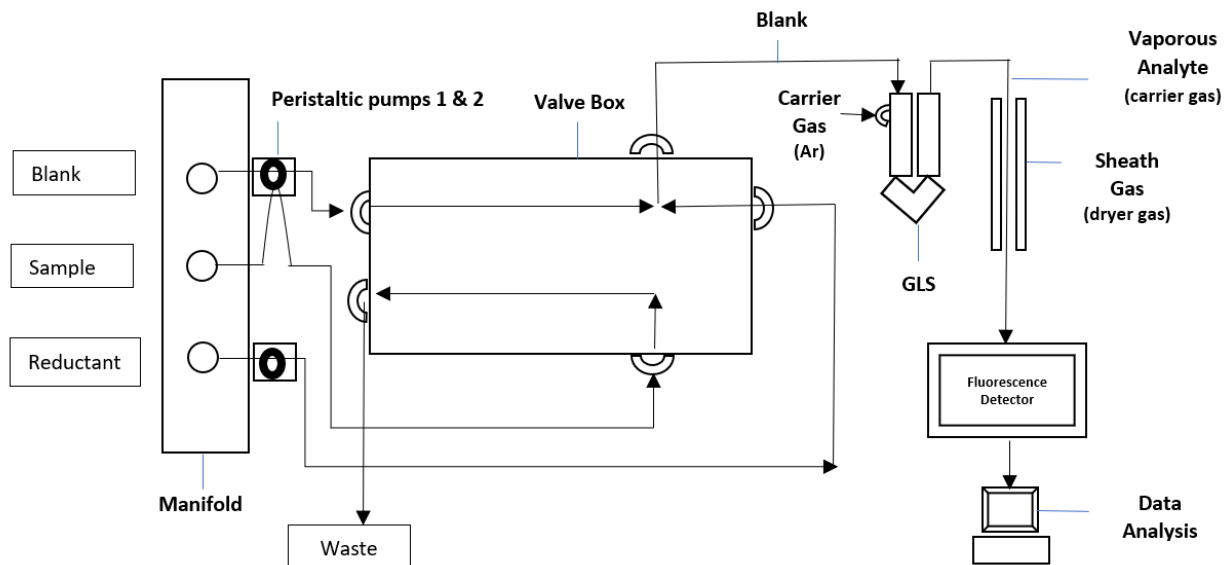 Blank
Vaporous
Analyte
(carrier gas)
Peristaltic pumps 1 & 2
Valve Box
Carrier
Gas
(Ar)
Blank
Sheath
Gas
(dryer gas)
Sample
GLS
Reductant
Fluorescence
Detector
Manifold
Data
Analysis
Waste